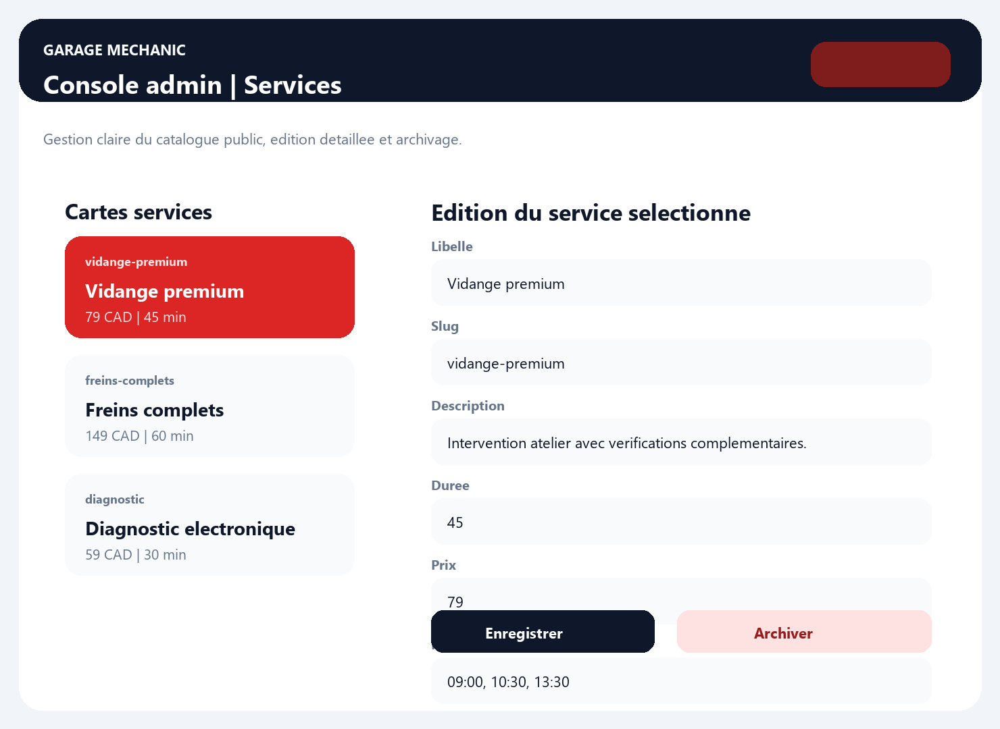 GARAGE MECHANIC
Console admin | Services
Gestion claire du catalogue public, edition detaillee et archivage.
Cartes services
vidange-premium
Vidange premium
79 CAD | 45 min
freins-complets
Freins complets
149 CAD | 60 min
diagnostic
Diagnostic electronique
59 CAD | 30 min
Edition du service selectionne
Libelle
Vidange premium
Slug
vidange-premium
Description
Intervention atelier avec verifications complementaires.
Duree
45
Prix
79
Enregistrer
Archiver
09:00, 10:30, 13:30